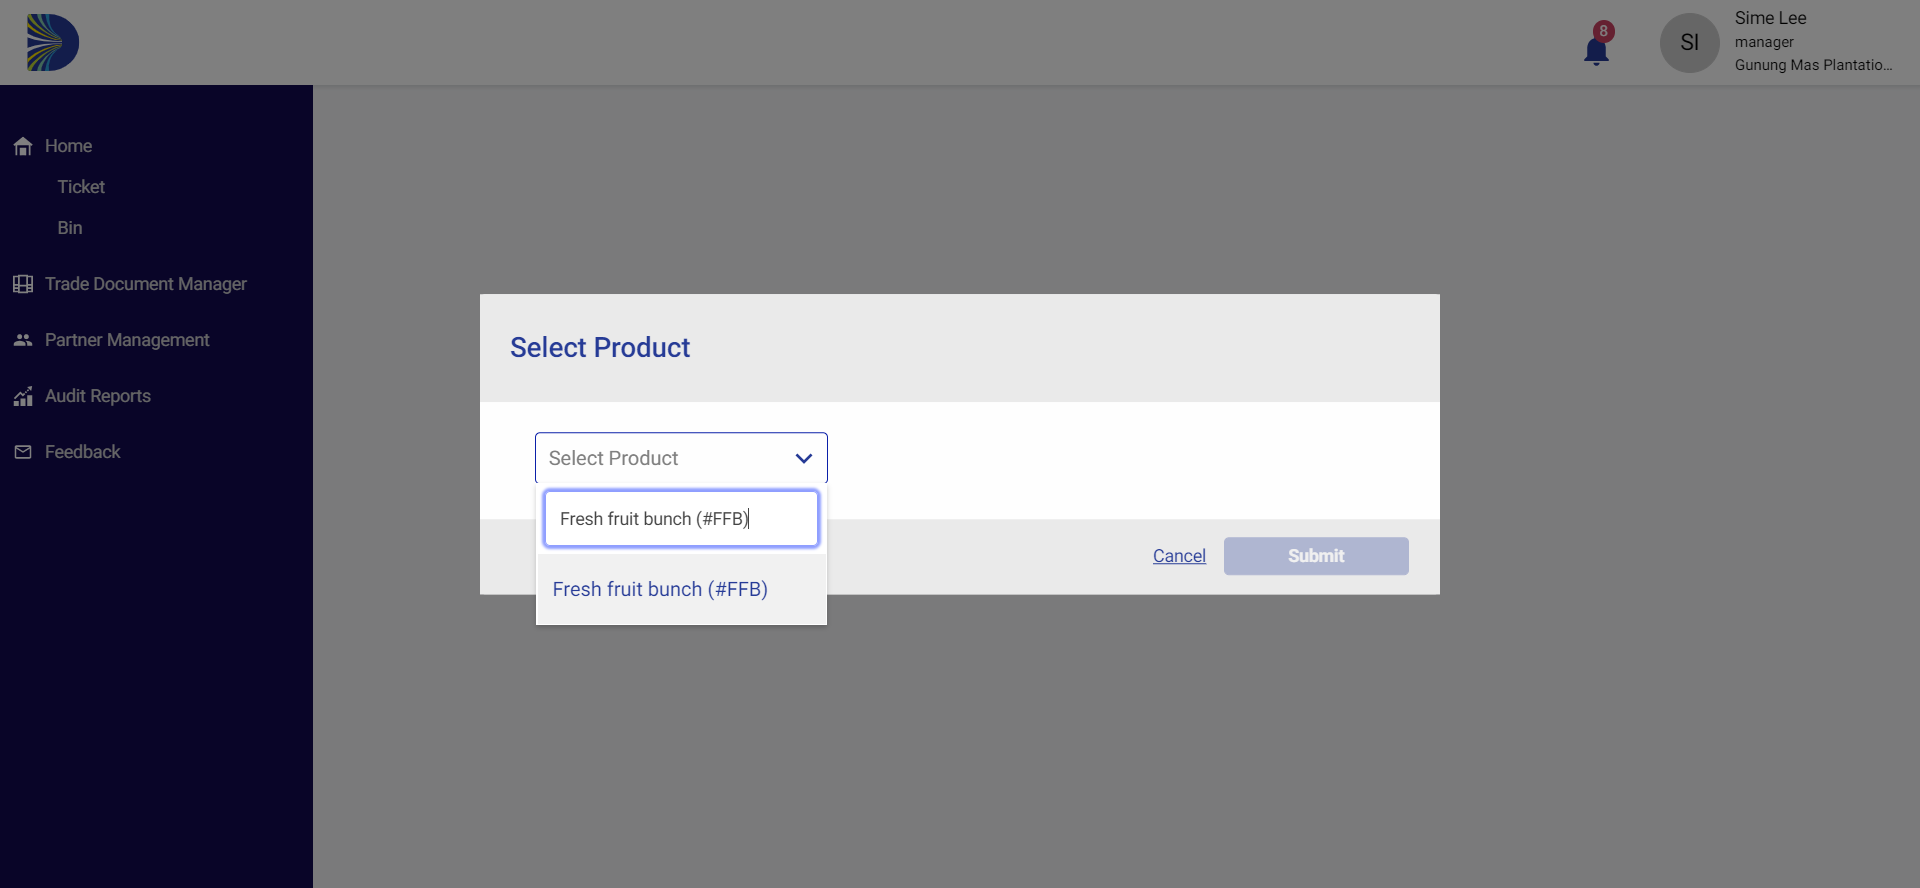 8
SI
Sime Lee
manager
Gunung Mas Plantatio...
Home
Ticket
Bin
Trade Document Manager
Partner Management
Audit Reports
Feedback
Select Product
Select Product
Fresh fruit bunch (#FFB)
Fresh fruit bunch (#FFB)
Cancel
Submit